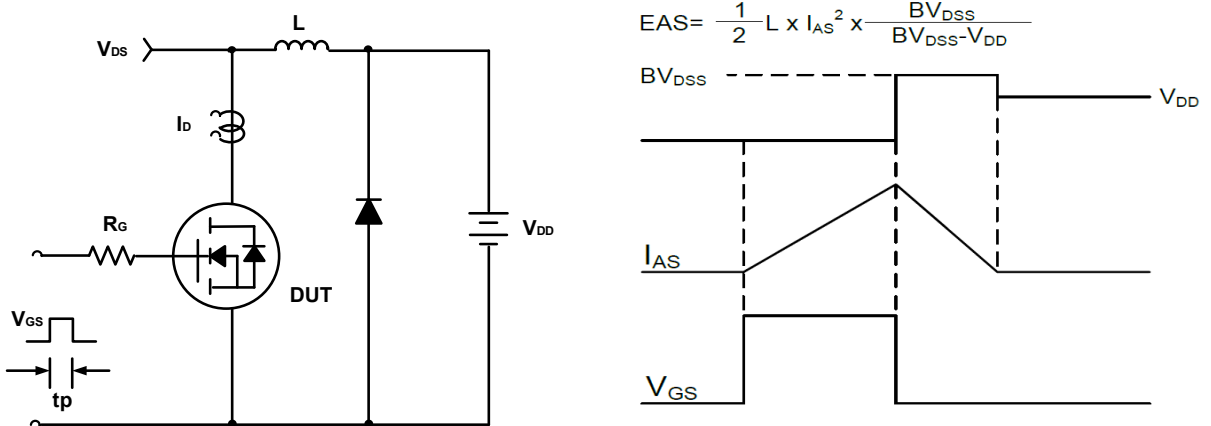 L
VDS
ID
RG
VDD
DUT
VGS
tp
EAS= 1/2 L x IAS² x BVDSS/BVDSS-VDD
BVDSS
VDD
IAS
VGS